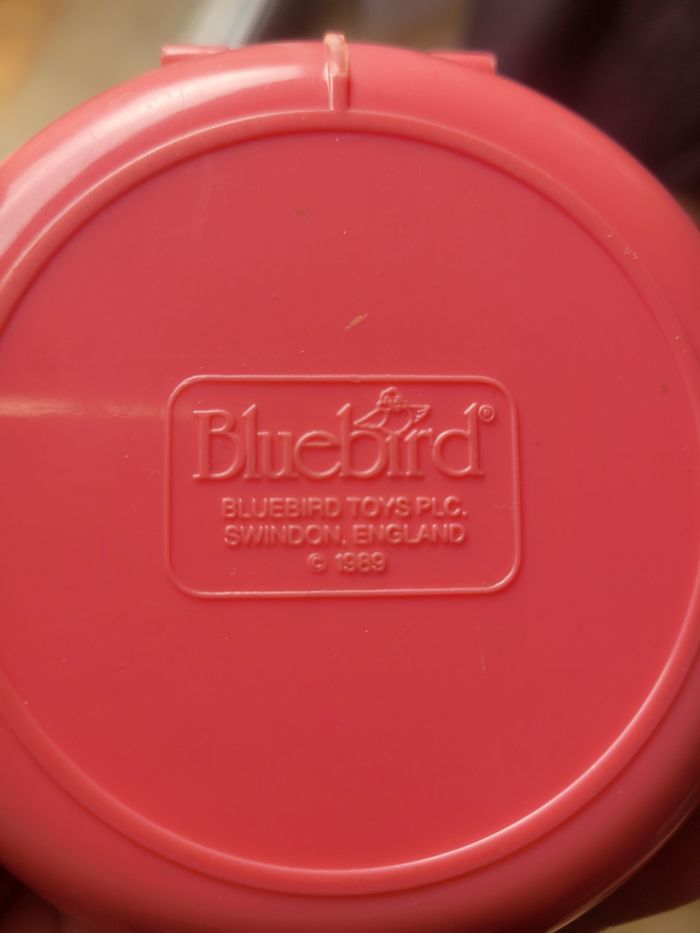 Bluebird®
BLUEBIRD TOYS PLC.
SWINDON, ENGLAND
© 1989